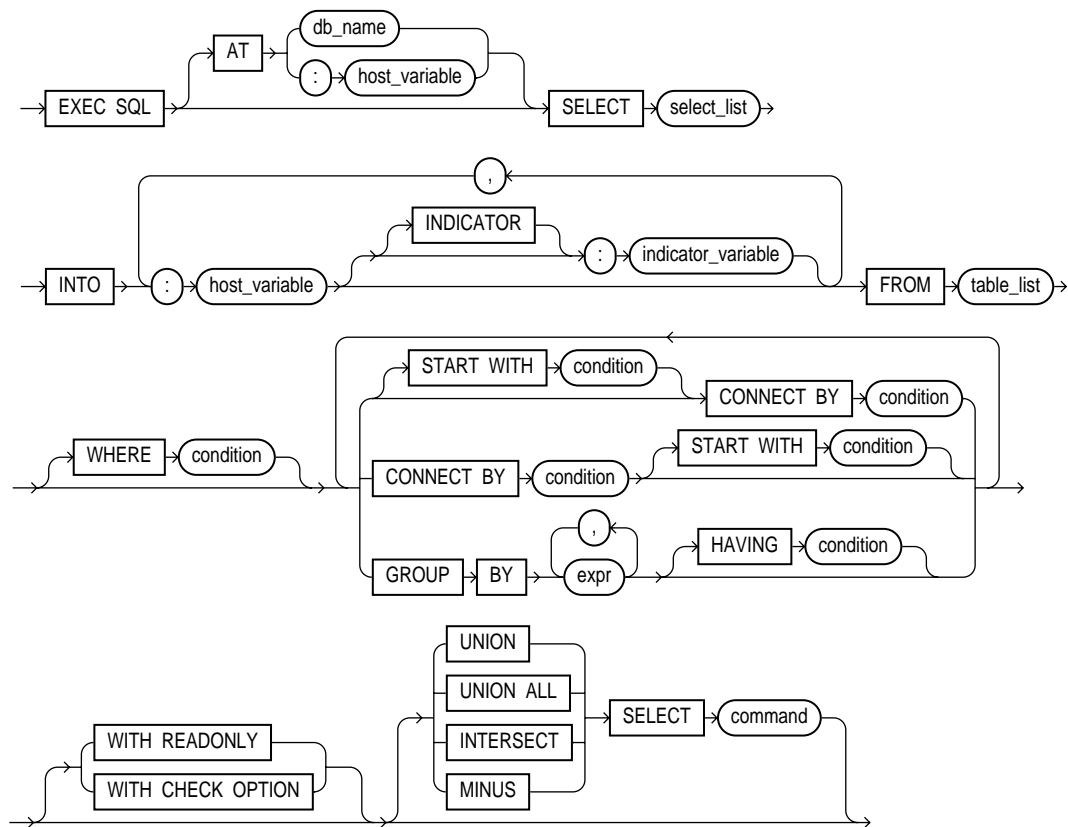 db_name
AT
: host_variable
EXEC SQL SELECT select_list
,
INDICATOR
: indicator_variable
INTO : host_variable FROM table_list
START WITH condition
CONNECT BY condition
WHERE condition
START WITH condition
CONNECT BY condition
,
HAVING condition
GROUP BY expr
UNION
UNION ALL
SELECT command
WITH READONLY
INTERSECT
WITH CHECK OPTION
MINUS